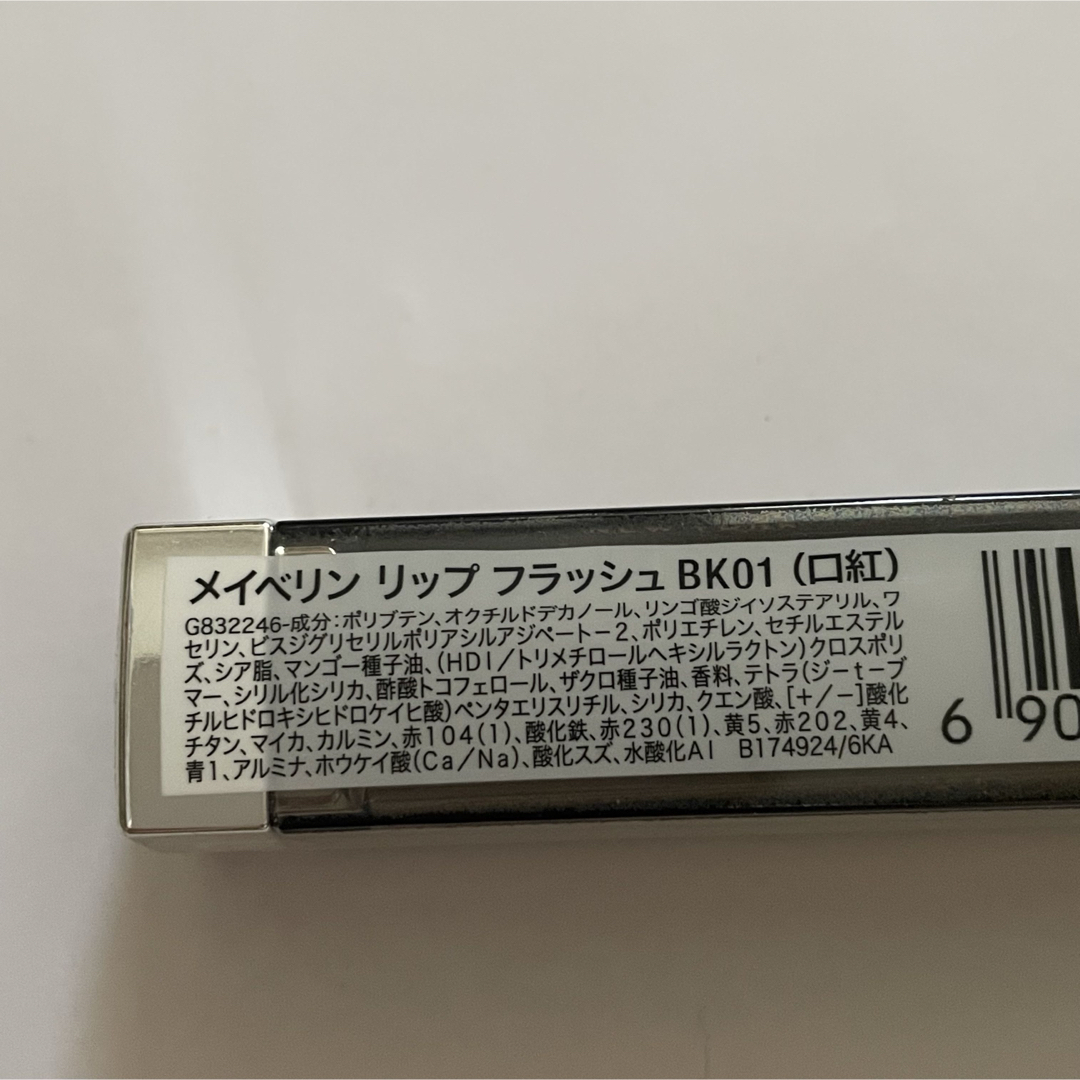 メイベリン リップ フラッシュ BK01 (口紅)
G832246-成分:ポリブテン、オクチルドデカノール、リンゴ酸ジイソステアリル、ワ
セリン、ビスジグリセリルポリアシルアジペート-2、ポリエチレン、セチルエステル
ズ、シア脂、マンゴー種子油、(HDI/トリメチロールヘキシルラクトン)クロスポリ
マー、シリル化シリカ、酢酸トコフェロール、ザクロ種子油、香料、テトラ(ジ-t-ブ
チルヒドロキシヒドロケイヒ酸)ペンタエリスリチル、シリカ、クエン酸、[+/-]酸化
チタン、マイカ、カルミン、赤104(1)、酸化鉄、赤230(1)、黄5、赤202、黄4、
青1、アルミナ、ホウケイ酸(Ca/Na)、酸化スズ、水酸化Al B174924/6KA
6 90